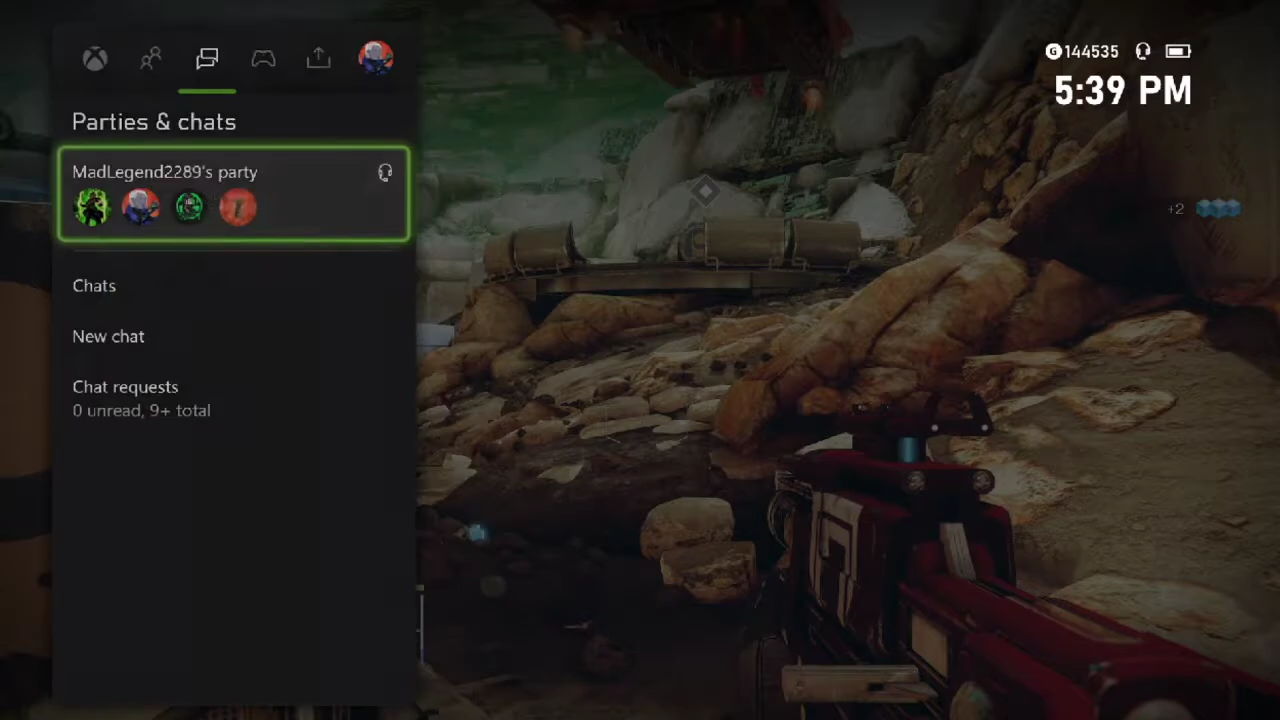 Parties & chats
MadLegend2289's party
Chats
New chat
Chat requests
0 unread, 9+ total
G 144535
5:39 PM
+2